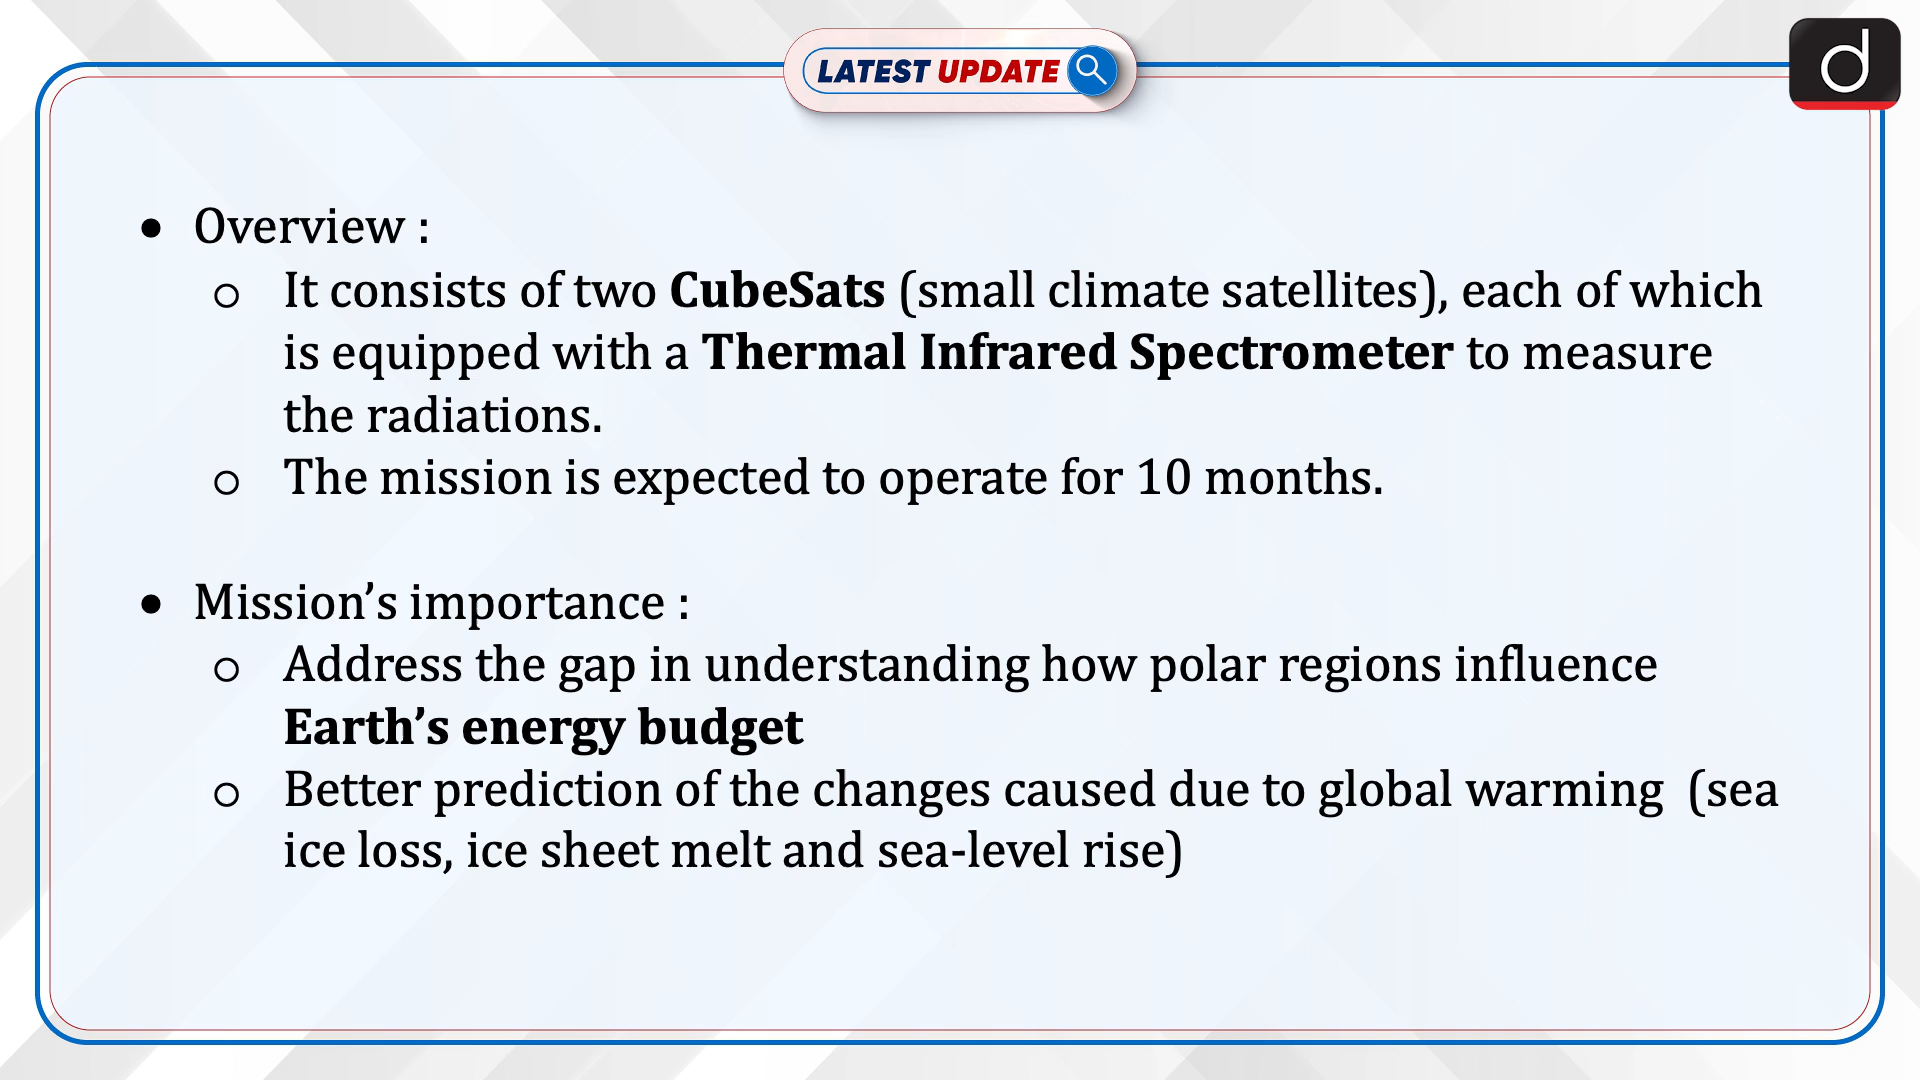 LATEST UPDATE
d
● Overview :
○ It consists of two CubeSats (small climate satellites), each of which
is equipped with a Thermal Infrared Spectrometer to measure
the radiations.
○ The mission is expected to operate for 10 months.
● Mission’s importance :
○ Address the gap in understanding how polar regions influence
Earth’s energy budget
○ Better prediction of the changes caused due to global warming  (sea
ice loss, ice sheet melt and sea-level rise)